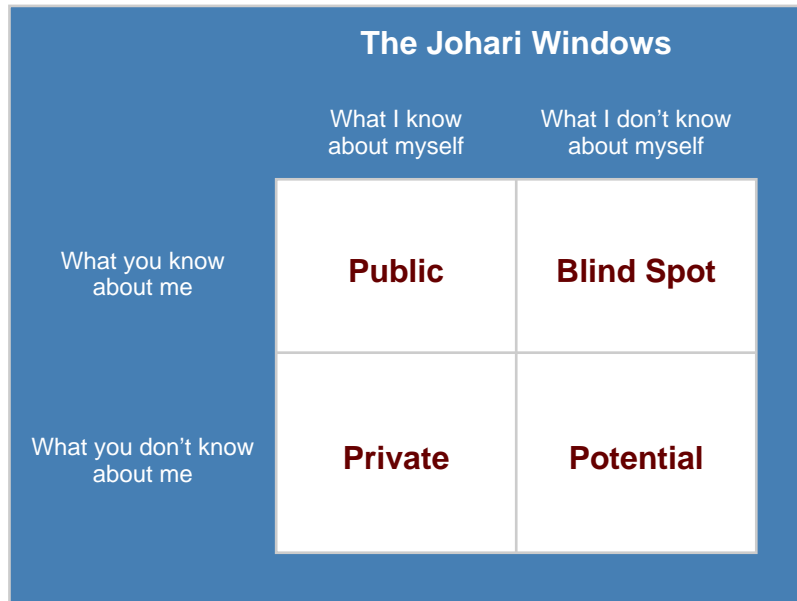 The Johari Windows
What I know
about myself
What I don’t know
about myself
What you know
about me
Public
Blind Spot
What you don’t know
about me
Private
Potential